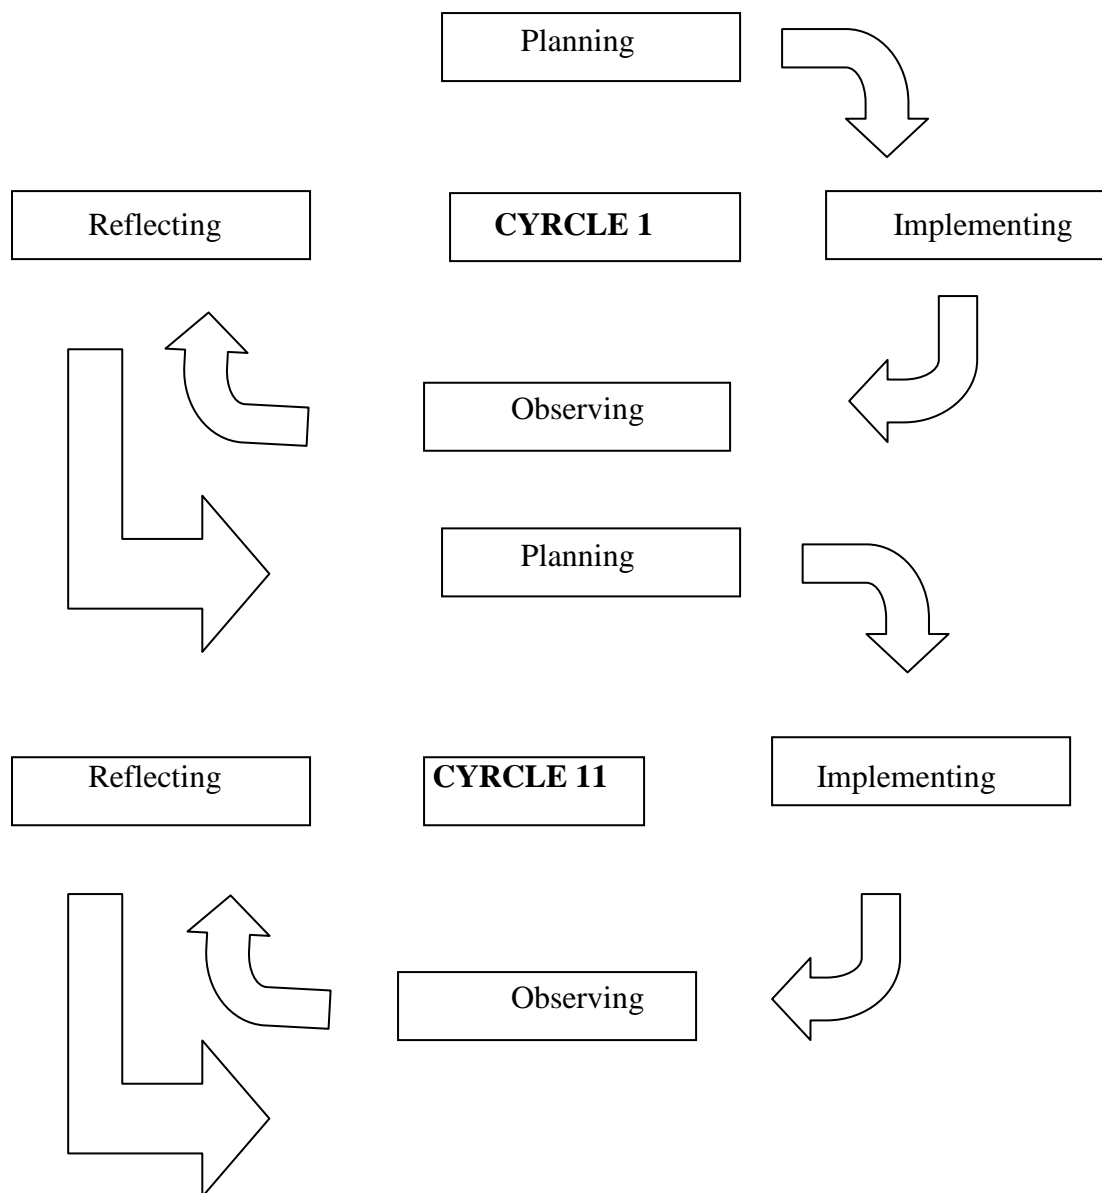 Planning
Reflecting
CYRCLE 1
Implementing
Observing
Planning
Reflecting
CYRCLE 11
Implementing
Observing